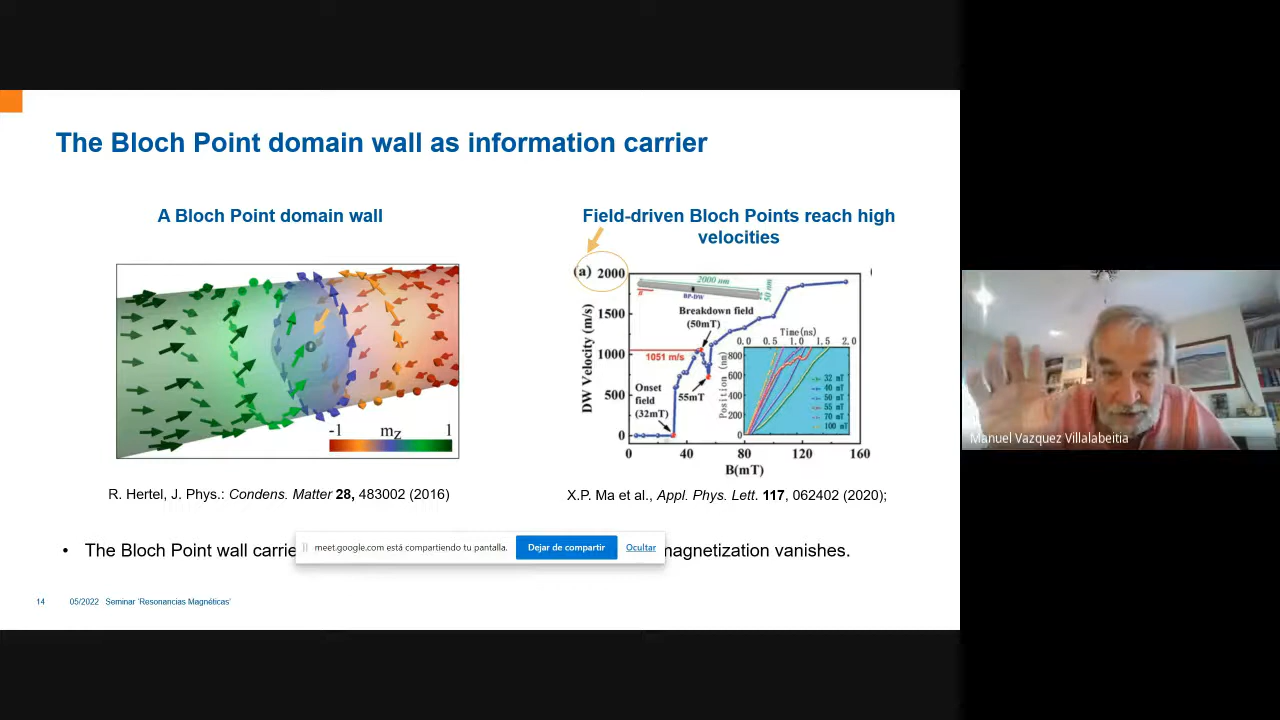 The Bloch Point domain wall as information carrier
A Bloch Point domain wall
-1 m_z 1
R. Hertel, J. Phys.: Condens. Matter 28, 483002 (2016)
Field-driven Bloch Points reach high
velocities
(a)
2000
1500
1000
500
0
DW Velocity (m/s)
2000 nm
50 nm
BP-DW
Breakdown field
(50mT)
1051 m/s
Onset
field
(32mT)
55mT
Time(ns)
0.0 0.5 1.0 1.5 2.0
Position (nm)
800
600
400
200
0
32 mT
40 mT
50 mT
55 mT
70 mT
100 mT
0 40 80 120 160
B(mT)
X.P. Ma et al., Appl. Phys. Lett. 117, 062402 (2020);
• The Bloch Point wall carrie
magnetization vanishes.
meet.google.com está compartiendo tu pantalla. Dejar de compartir Ocultar
14 05/2022 Seminar 'Resonancias Magnéticas'
Manuel Vazquez Villalabeitia